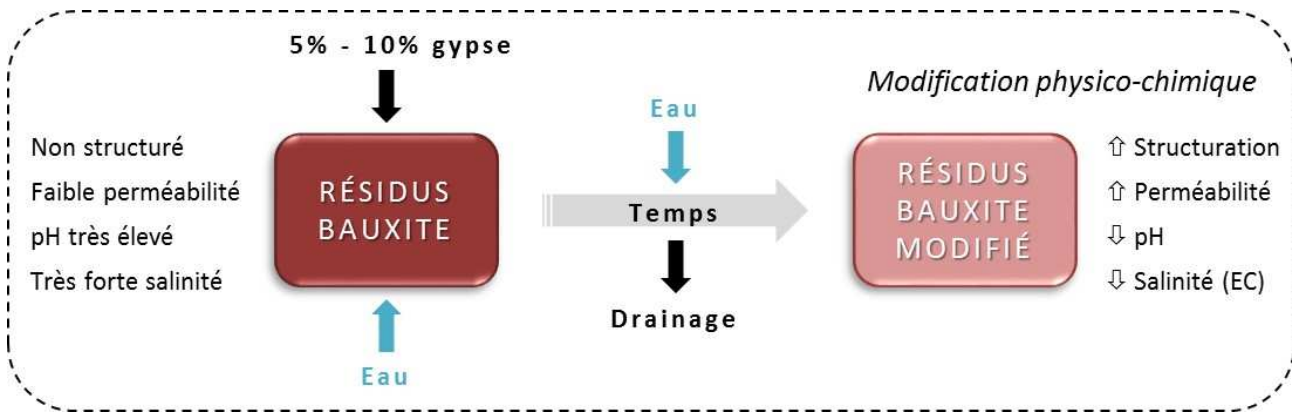 5% - 10% gypse
Modification physico-chimique
Eau
Non structuré
Faible perméabilité
pH très élevé
Très forte salinité
RÉSIDUS
BAUXITE
Temps
RÉSIDUS
BAUXITE
MODIFIÉ
⇧ Structuration
⇧ Perméabilité
⇩ pH
⇩ Salinité (EC)
Drainage
Eau